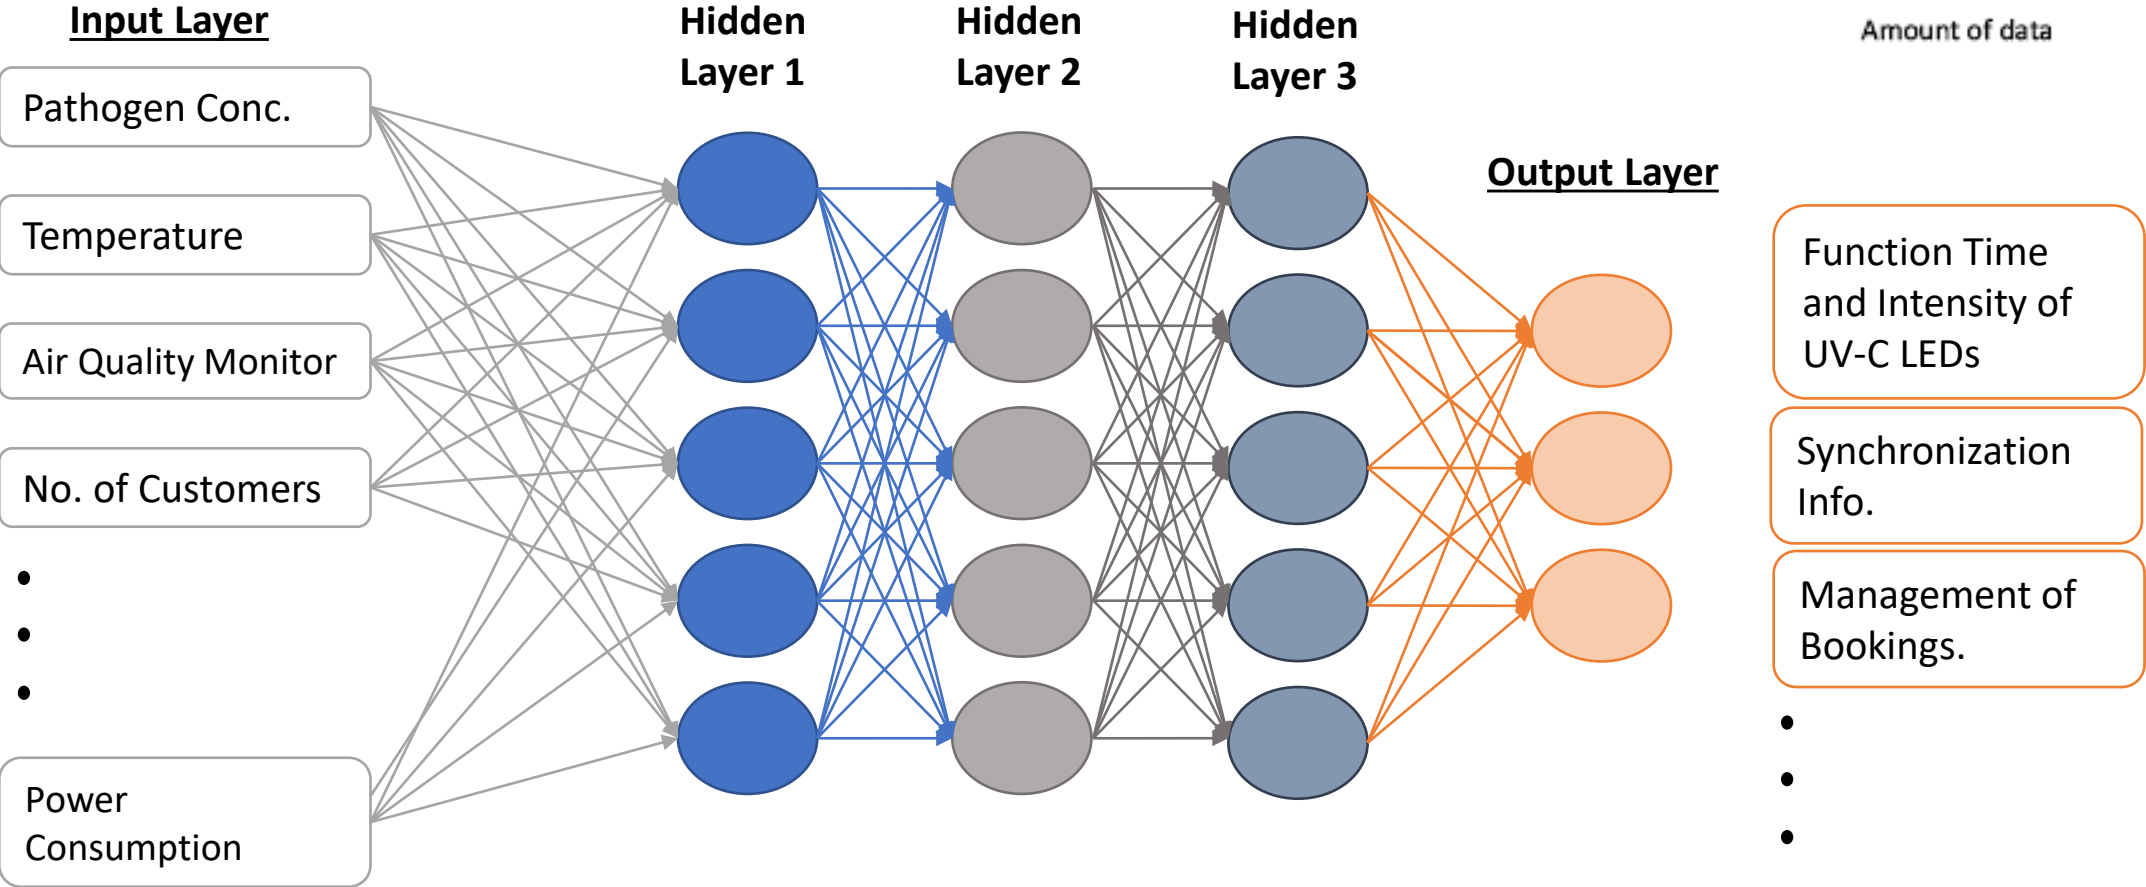 Input Layer
Pathogen Conc.
Temperature
Air Quality Monitor
No. of Customers
•
•
•
Power
Consumption
Hidden
Layer 1
Hidden
Layer 2
Hidden
Layer 3
Output Layer
Amount of data
Function Time
and Intensity of
UV-C LEDs
Synchronization
Info.
Management of
Bookings.
•
•
•